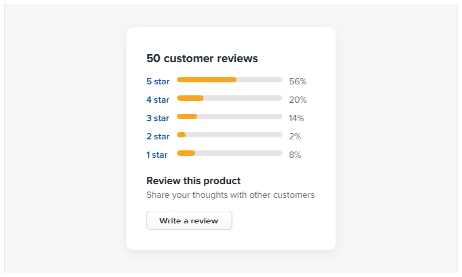 50 customer reviews
5 star 56%
4 star 20%
3 star 14%
2 star 2%
1 star 8%
Review this product
Share your thoughts with other customers
Write a review